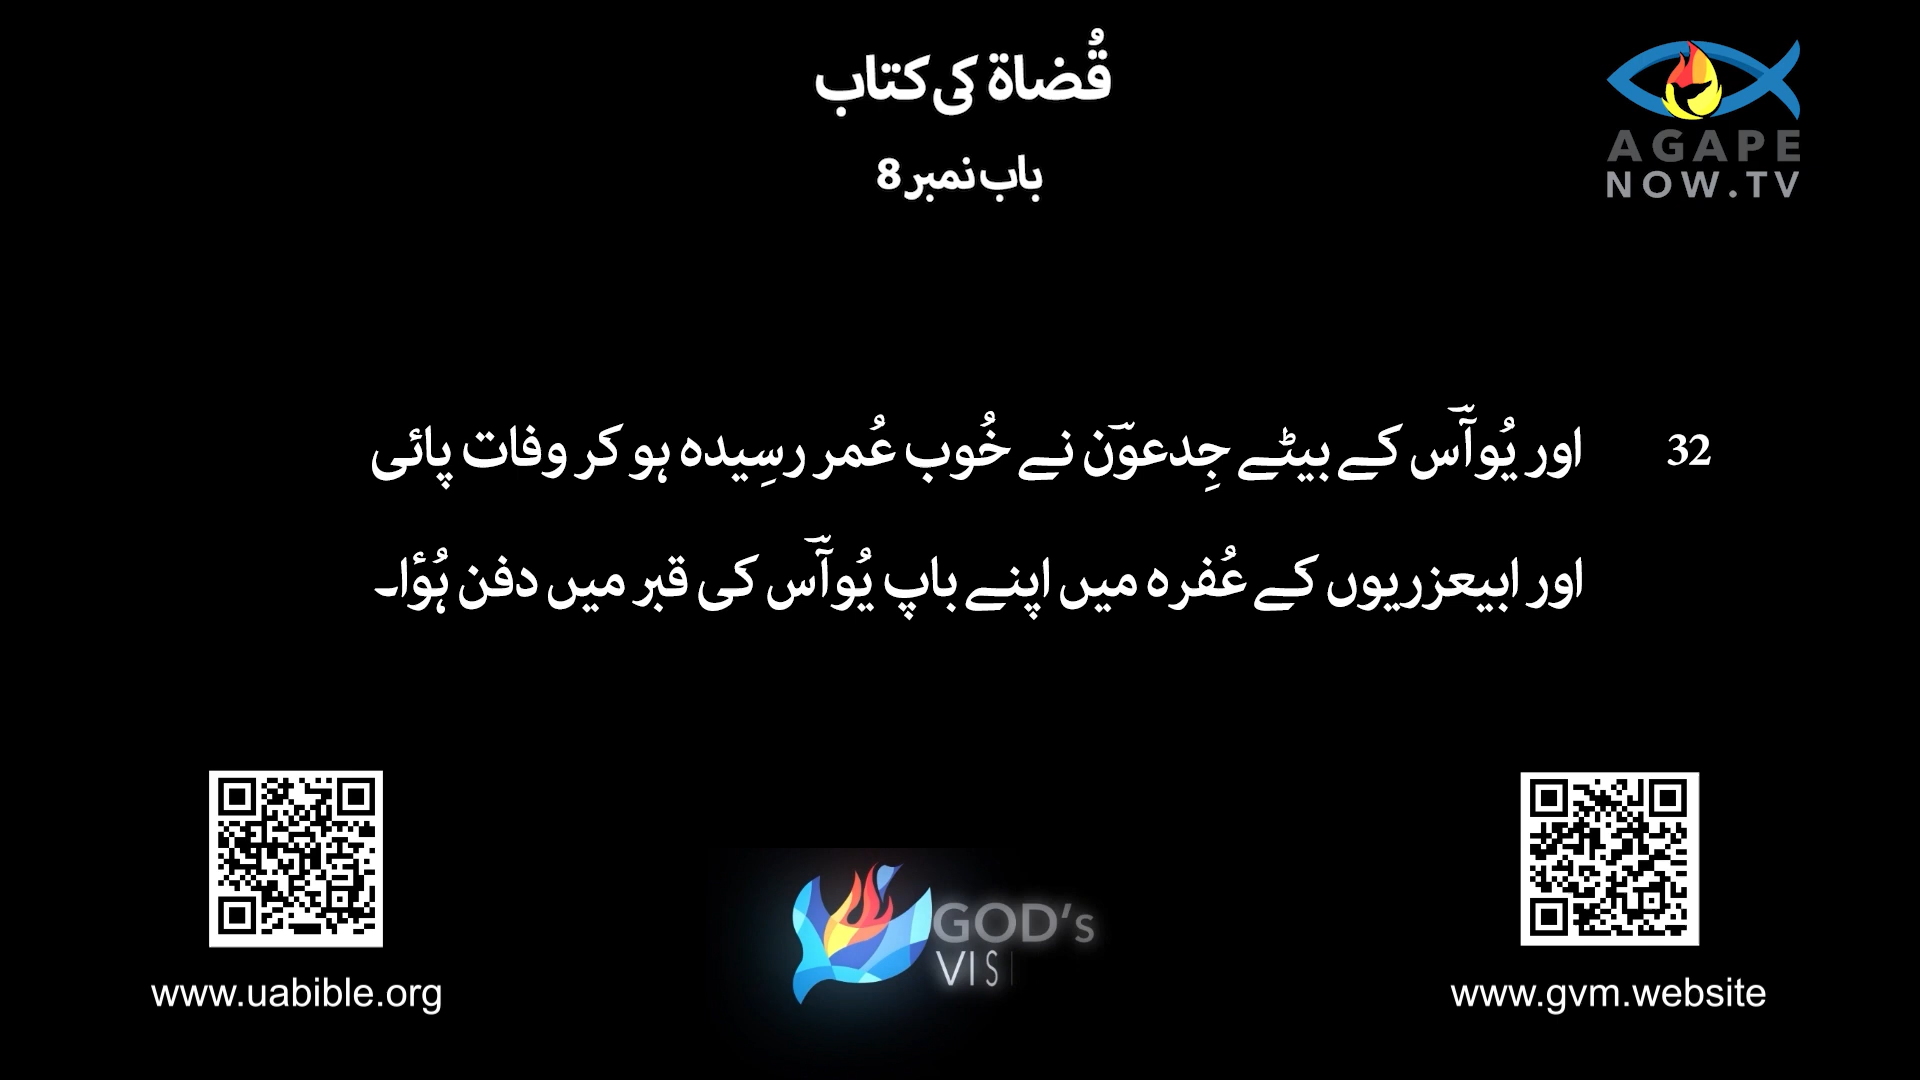 قُضاۃ کی کتاب
باب نمبر 8
AGAPE
NOW.TV
32 اور یُوآؔس کے بیٹے جِدعوؔن نے خُوب عُمر رسِیدہ ہو کر وفات پائی
اور ابیعزریوں کے عُفرہ میں اپنے باپ یُوآؔس کی قبر میں دفن ہُؤا۔
GOD's
VIS
www.uabible.org
www.gvm.website